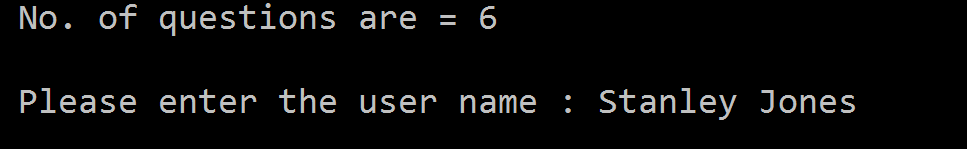 No. of questions are = 6
Please enter the user name : Stanley Jones